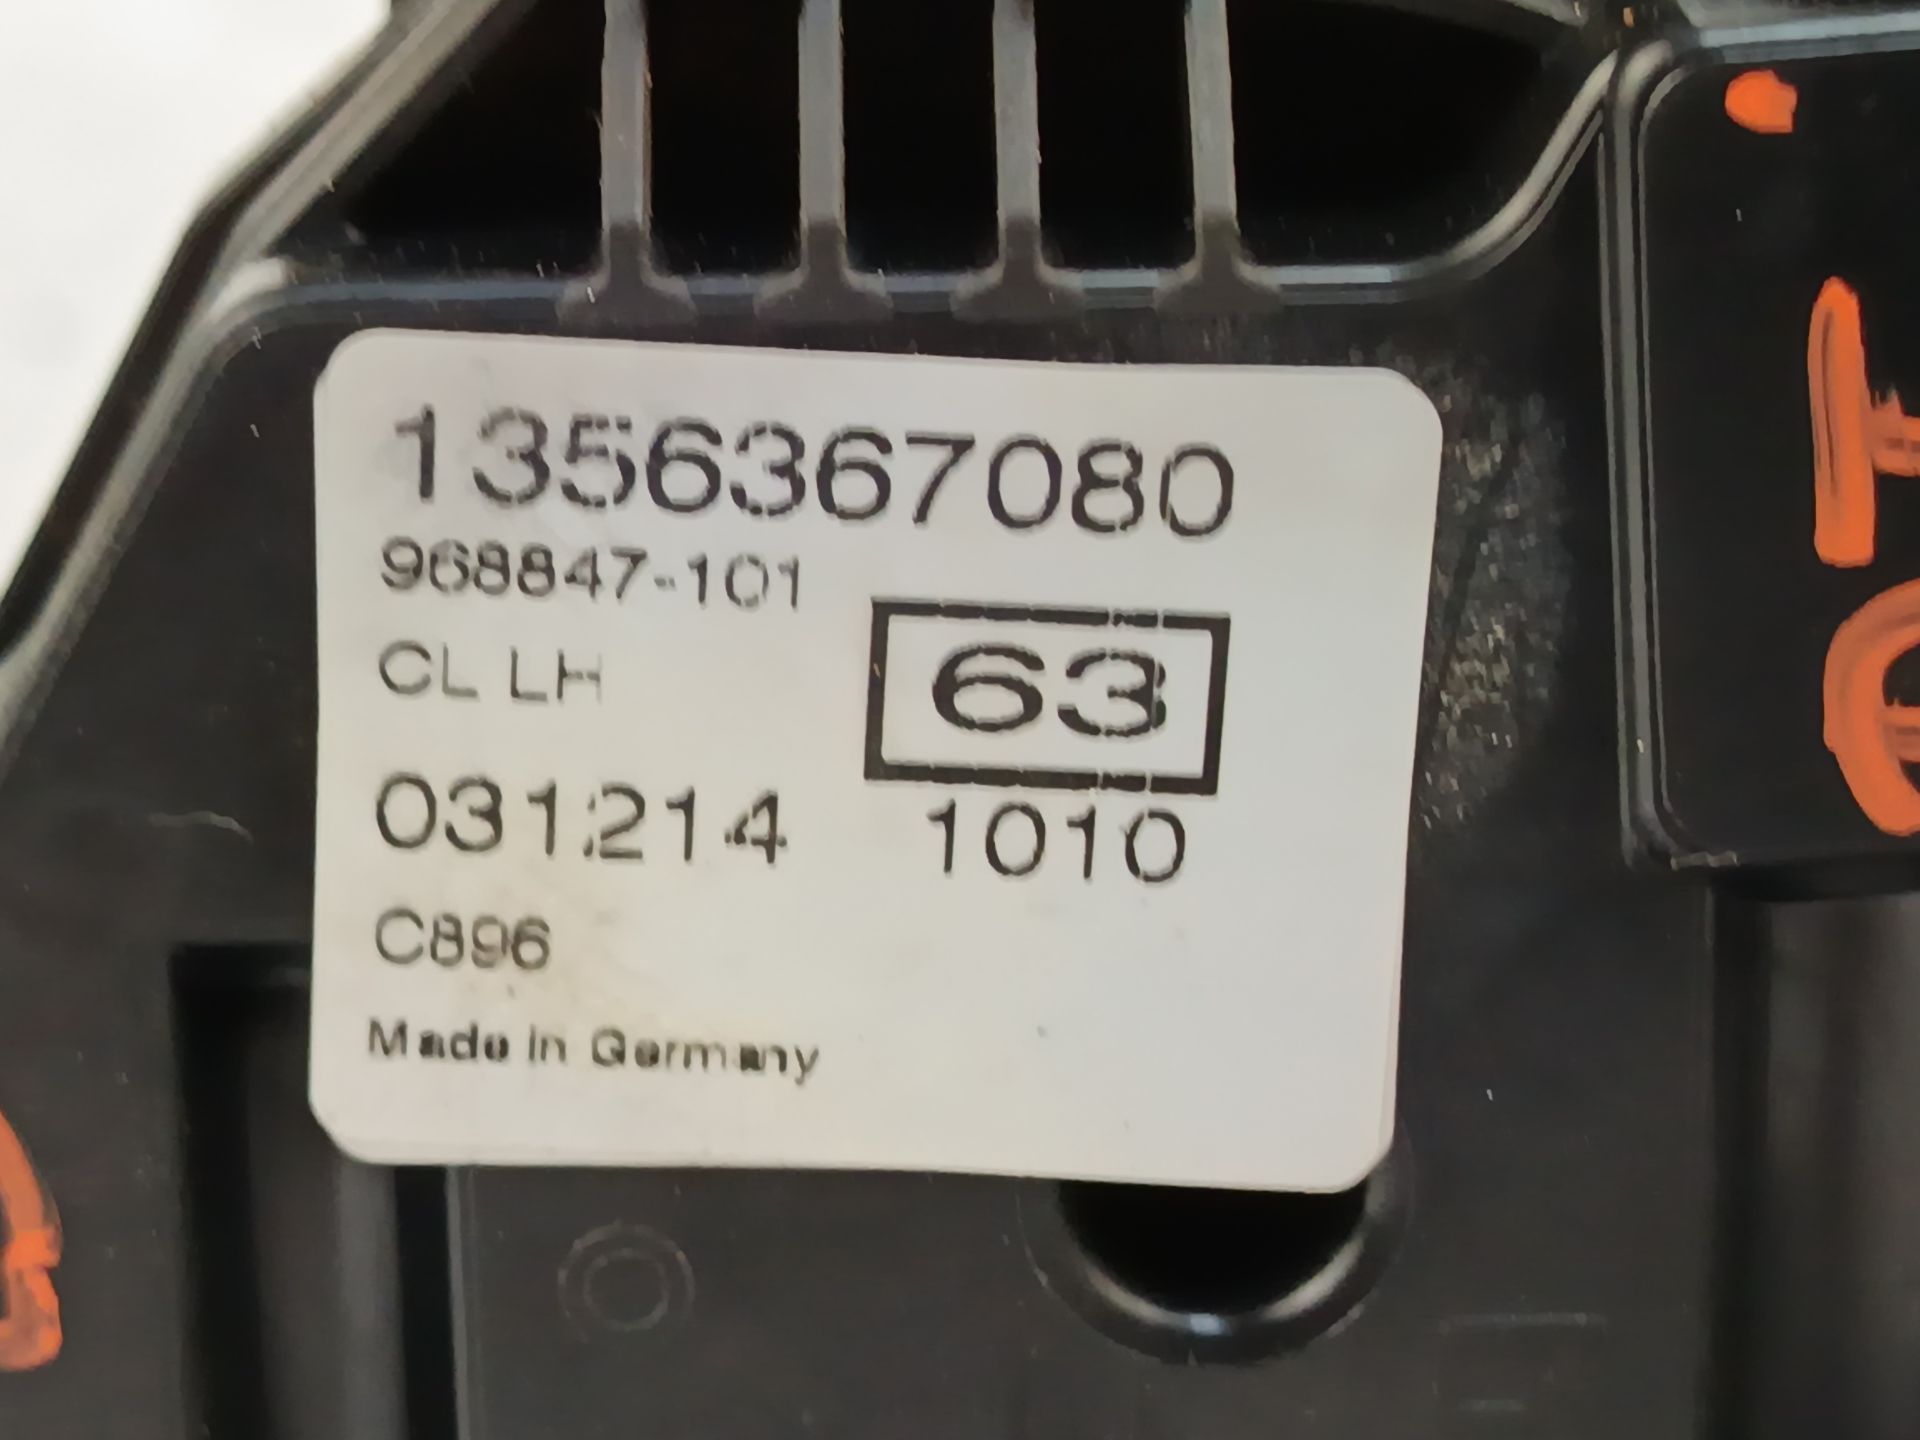 1356367080
968847-101
CL LH
63
031214 1010
C896
Made in Germany